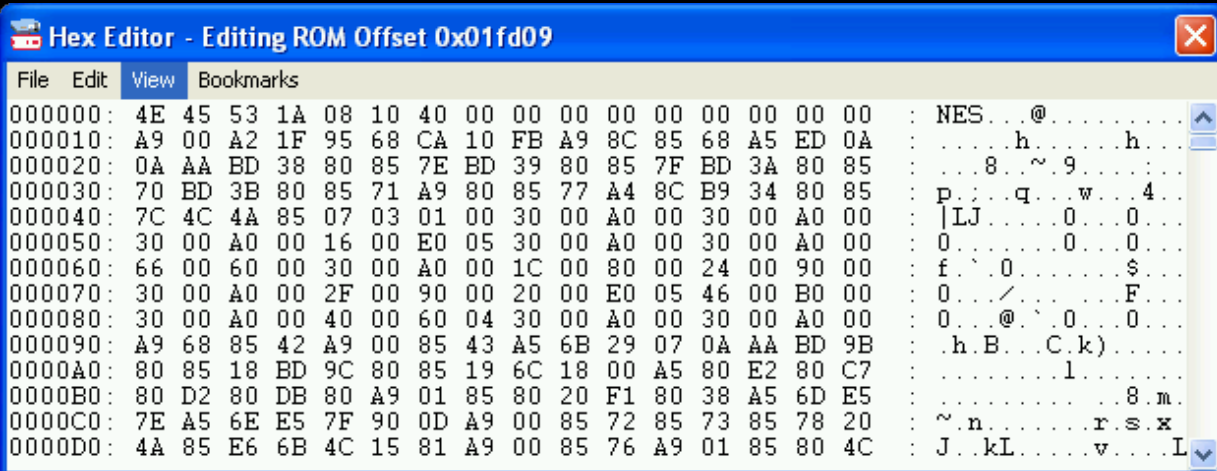 Hex Editor - Editing ROM Offset 0x01fd09
File Edit View Bookmarks
000000: 4E 45 53 1A 08 10 40 00 00 00 00 00 00 00 00 00 : NES...@.........
000010: A9 00 A2 1F 95 68 CA 10 FB A9 8C 85 68 A5 ED 0A : .....h......h...
000020: 0A AA BD 38 80 85 7E BD 39 80 85 7F BD 3A 80 85 : ...8..~.9....:..
000030: 70 BD 3B 80 85 71 A9 80 85 77 A4 8C B9 34 80 85 : p.;..q...w...4..
000040: 7C 4C 4A 85 07 03 01 00 30 00 A0 00 30 00 A0 00 : |LJ.....0...0...
000050: 30 00 A0 00 16 00 E0 05 30 00 A0 00 30 00 A0 00 : 0.......0...0...
000060: 66 00 60 00 30 00 A0 00 1C 00 80 00 24 00 90 00 : f.`.0.......$...
000070: 30 00 A0 00 2F 00 90 00 20 00 E0 05 46 00 B0 00 : 0.../... ...F...
000080: 30 00 A0 00 40 00 60 04 30 00 A0 00 30 00 A0 00 : 0...@.`.0...0...
000090: A9 68 85 42 A9 00 85 43 A5 6B 29 07 0A AA BD 9B : .h.B...C.k).....
0000A0: 80 85 18 BD 9C 80 85 19 6C 18 00 A5 80 E2 80 C7 : ........l.......
0000B0: 80 D2 80 DB 80 A9 01 85 80 20 F1 80 38 A5 6D E5 : ......... ..8.m.
0000C0: 7E A5 6E E5 7F 90 0D A9 00 85 72 85 73 85 78 20 : ~.n.......r.s.x
0000D0: 4A 85 E6 6B 4C 15 81 A9 00 85 76 A9 01 85 80 4C : J..kL.....v....L